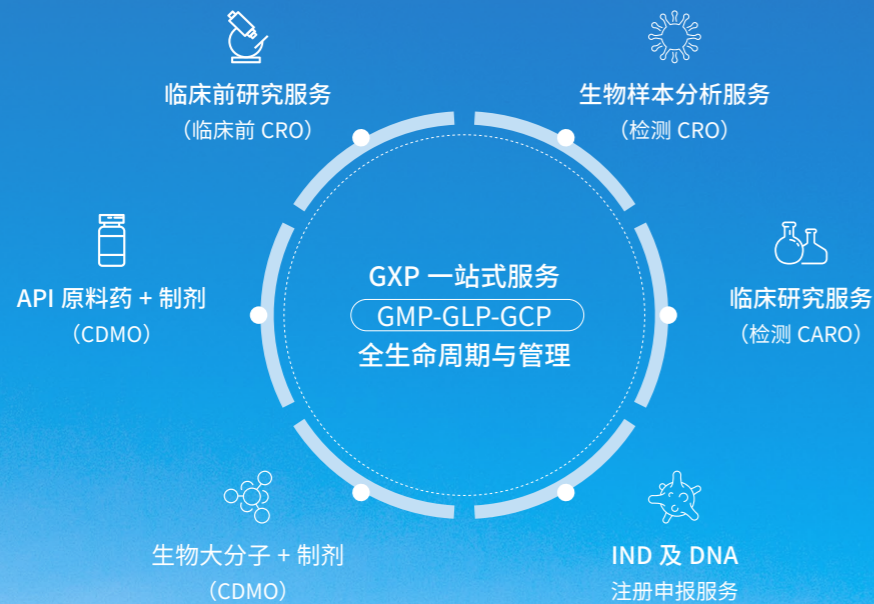 临床前研究服务
（临床前 CRO）
生物样本分析服务
（检测 CRO）
API 原料药 + 制剂
（CDMO）
GXP 一站式服务
GMP-GLP-GCP
全生命周期与管理
临床研究服务
（检测 CARO）
生物大分子 + 制剂
（CDMO）
IND 及 DNA
注册申报服务